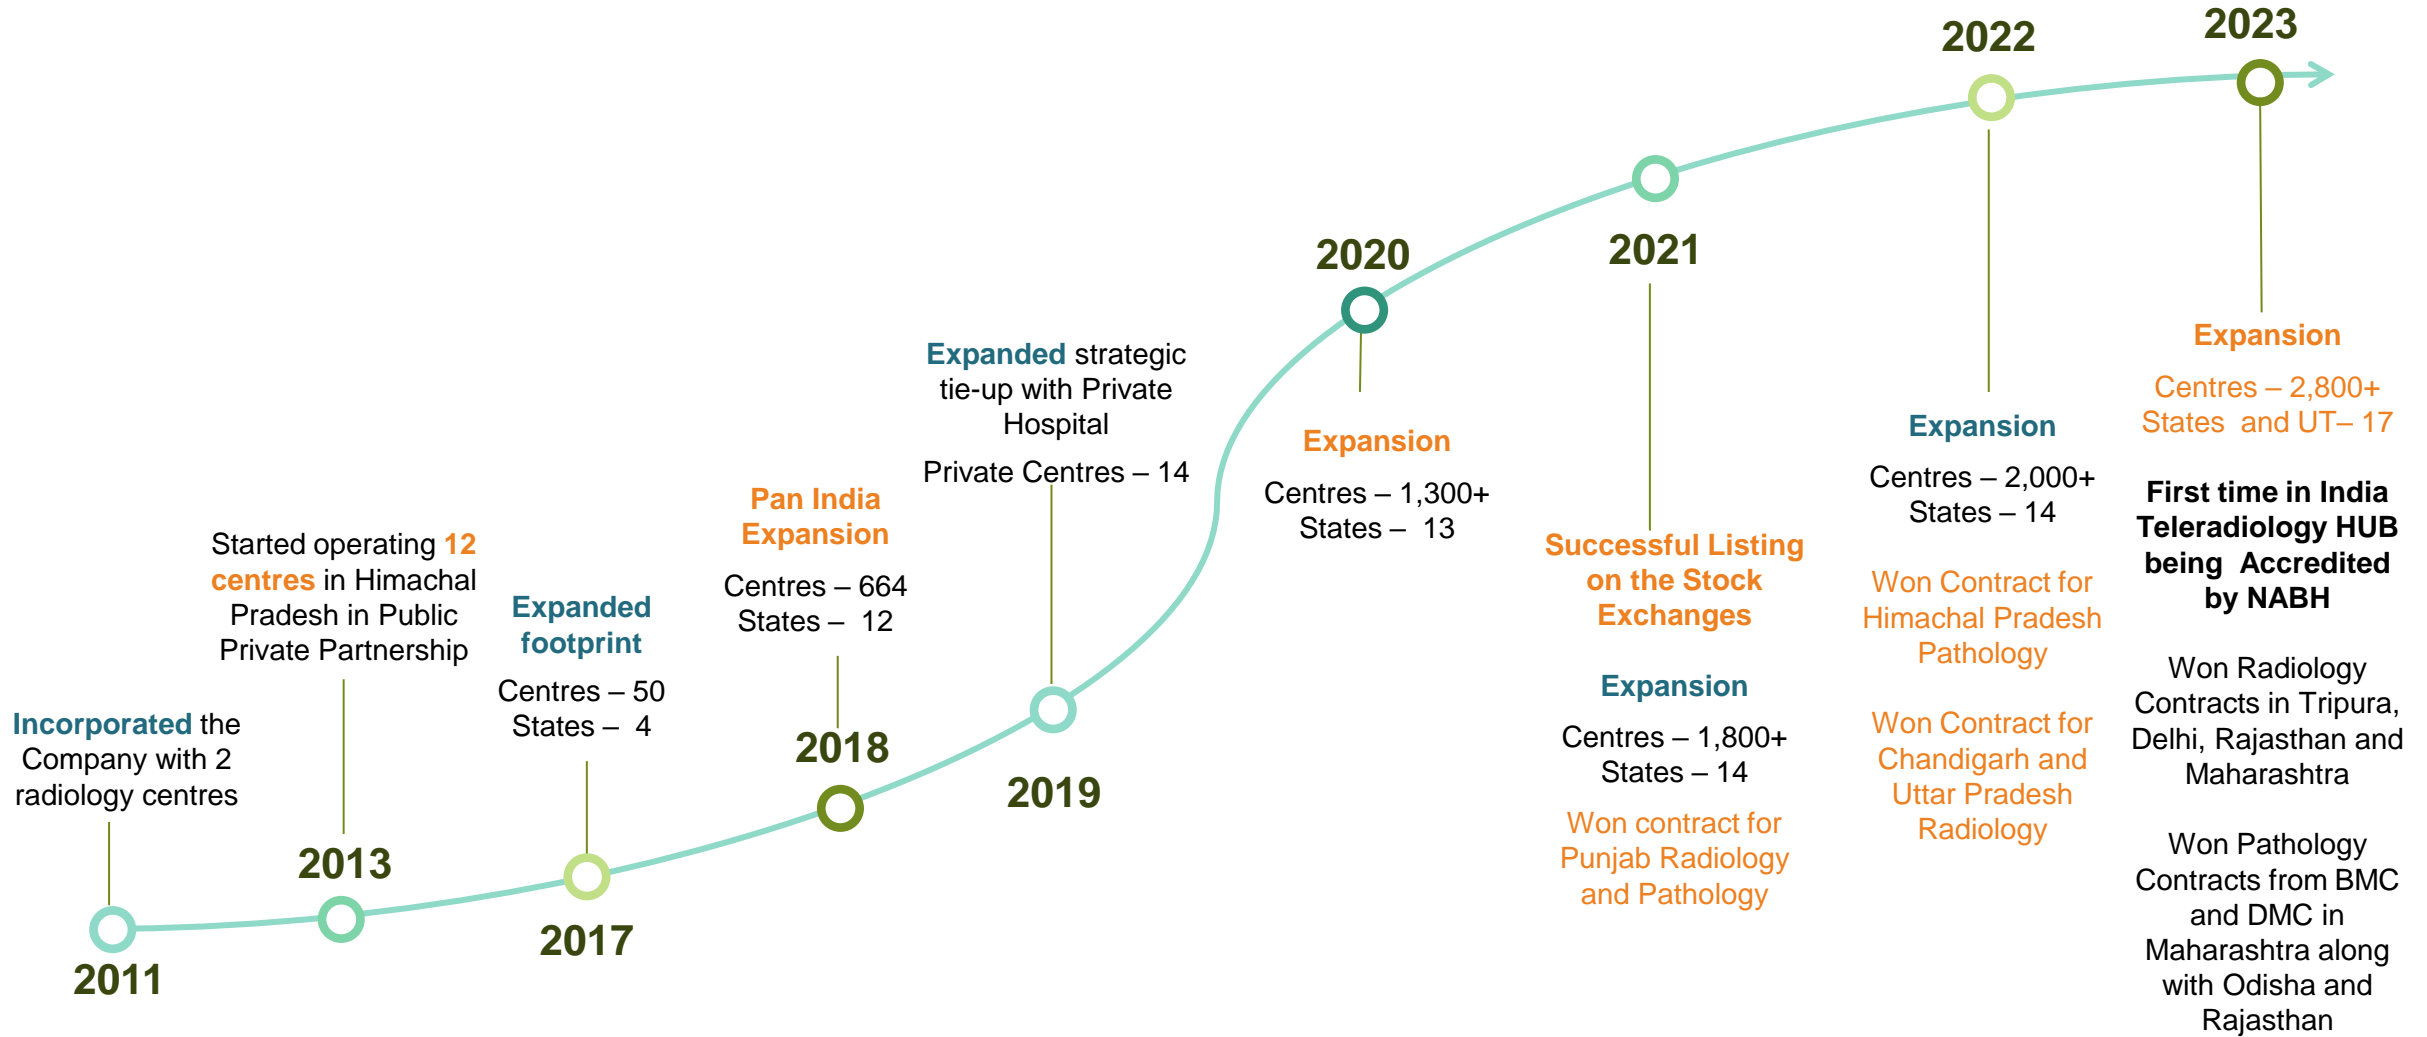 2011
Incorporated the
Company with 2
radiology centres
2013
Started operating 12
centres in Himachal
Pradesh in Public
Private Partnership
2017
Expanded
footprint
Centres – 50
States –  4
2018
Pan India
Expansion
Centres – 664
States –  12
2019
Expanded strategic
tie-up with Private
Hospital
Private Centres – 14
2020
Expansion
Centres – 1,300+
States –  13
2021
Successful Listing
on the Stock
Exchanges
Expansion
Centres – 1,800+
States – 14
Won contract for
Punjab Radiology
and Pathology
2022
Expansion
Centres – 2,000+
States – 14
Won Contract for
Himachal Pradesh
Pathology
Won Contract for
Chandigarh and
Uttar Pradesh
Radiology
2023
Expansion
Centres – 2,800+
States  and UT– 17
First time in India
Teleradiology HUB
being  Accredited
by NABH
Won Radiology
Contracts in Tripura,
Delhi, Rajasthan and
Maharashtra
Won Pathology
Contracts from BMC
and DMC in
Maharashtra along
with Odisha and
Rajasthan